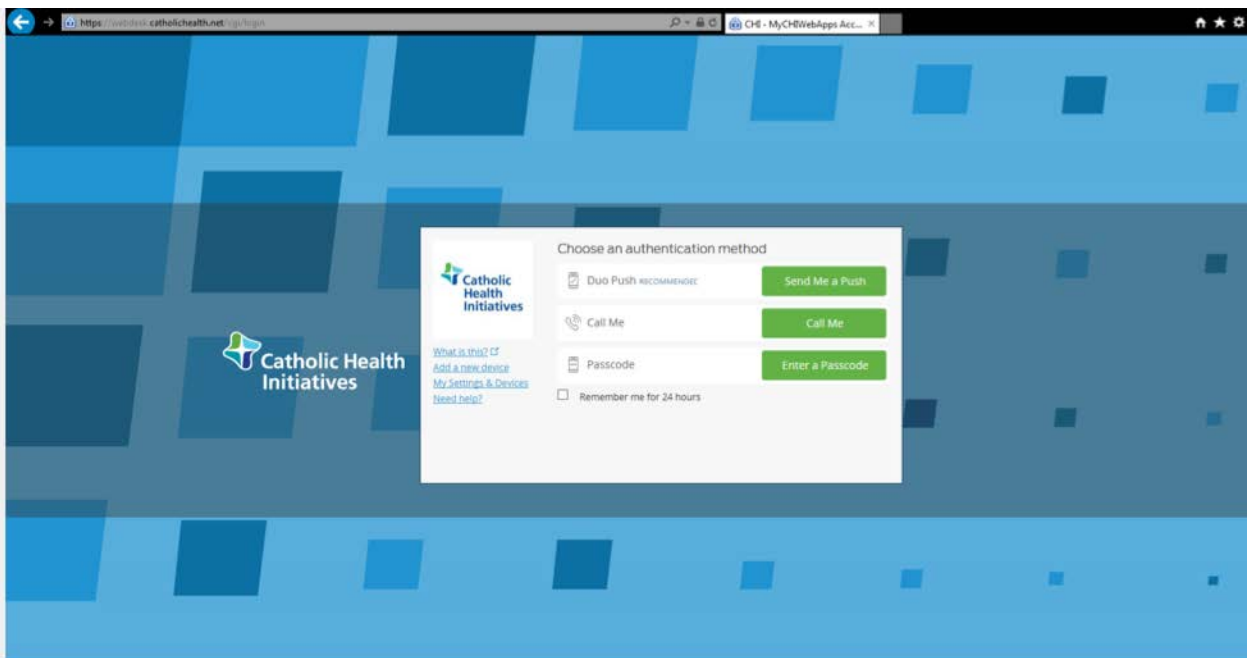 https://webdesk.catholichealth.net/vpn/
CHI - MyCHIWebApps Acc...
Choose an authentication method
Catholic
Health
Initiatives
Duo Push RECOMMENDED
Send Me a Push
Call Me
Call Me
Passcode
Enter a Passcode
Remember me for 24 hours
What is this?
Add a new device
My Settings & Devices
Need help?
Catholic Health
Initiatives